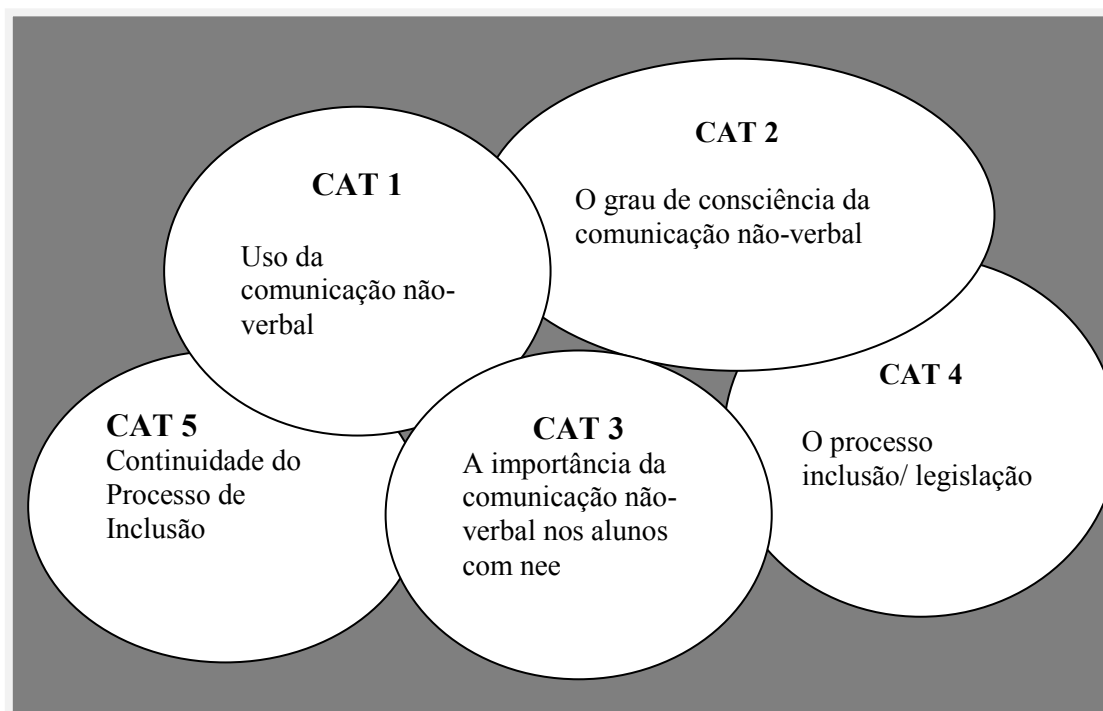 CAT 1
Uso da
comunicação não-
verbal
CAT 2
O grau de consciência da
comunicação não-verbal
CAT 3
A importância da
comunicação não-
verbal nos alunos
com nee
CAT 4
O processo
inclusão/ legislação
CAT 5
Continuidade do
Processo de
Inclusão